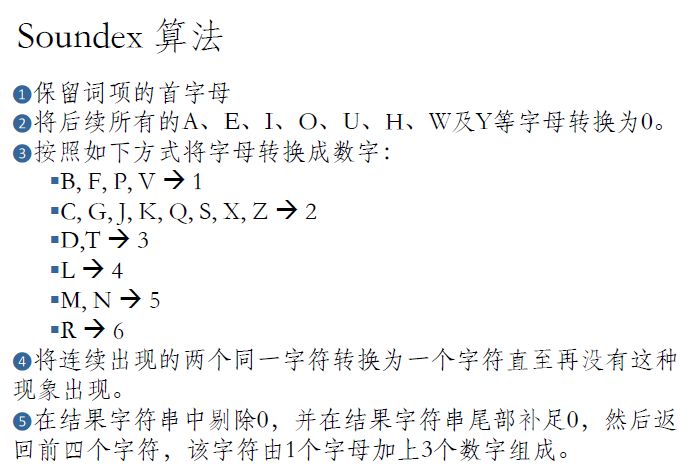 Soundex 算法
❶保留词项的首字母
❷将后续所有的A、E、I、O、U、H、W及Y等字母转换为0。
❸按照如下方式将字母转换成数字：
▪B, F, P, V → 1
▪C, G, J, K, Q, S, X, Z → 2
▪D,T → 3
▪L → 4
▪M, N → 5
▪R → 6
❹将连续出现的两个同一字符转换为一个字符直至再没有这种
现象出现。
❺在结果字符串中剔除0，并在结果字符串尾部补足0，然后返
回前四个字符，该字符由1个字母加上3个数字组成。